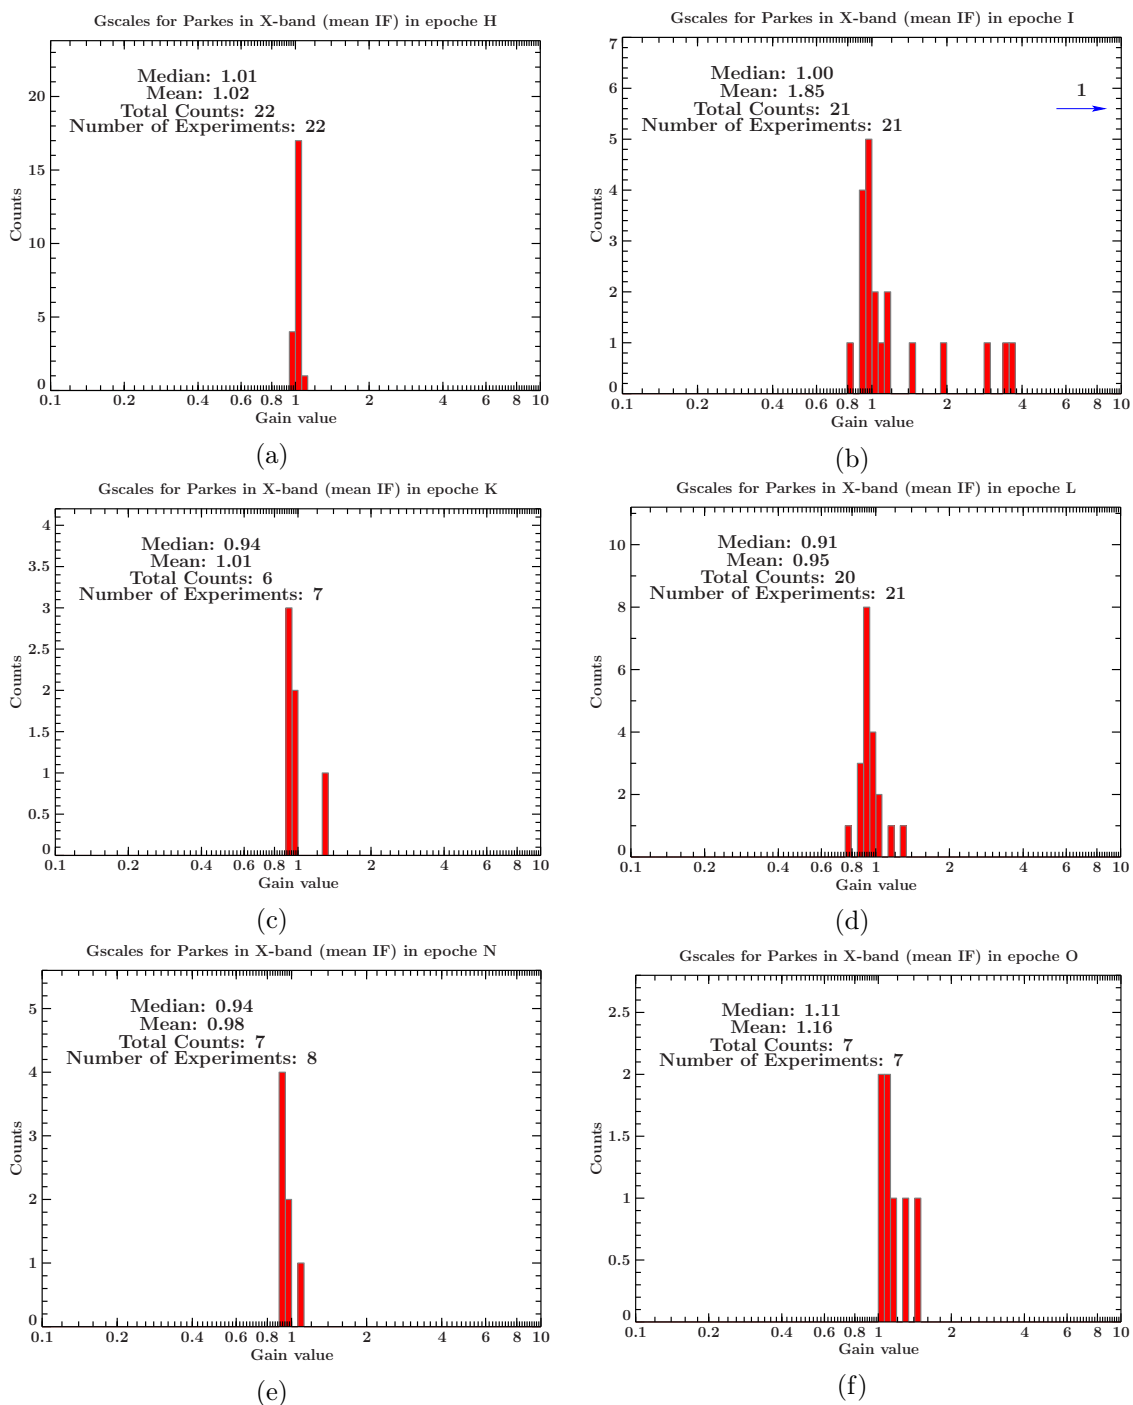 Gscales for Parkes in X-band (mean IF) in epoche H
Median: 1.01
Mean: 1.02
Total Counts: 22
Number of Experiments: 22
20
15
10
5
0
Counts
0.1 0.2 0.4 0.6 0.8 1 2 4 6 8 10
Gain value
(a)
Gscales for Parkes in X-band (mean IF) in epoche I
Median: 1.00
Mean: 1.85
Total Counts: 21
Number of Experiments: 21
1
7
6
5
4
3
2
1
0
Counts
0.1 0.2 0.4 0.6 0.8 1 2 4 6 8 10
Gain value
(b)
Gscales for Parkes in X-band (mean IF) in epoche K
Median: 0.94
Mean: 1.01
Total Counts: 6
Number of Experiments: 7
4
3.5
3
2.5
2
1.5
1
0.5
0
Counts
0.1 0.2 0.4 0.6 0.8 1 2 4 6 8 10
Gain value
(c)
Gscales for Parkes in X-band (mean IF) in epoche L
Median: 0.91
Mean: 0.95
Total Counts: 20
Number of Experiments: 21
10
8
6
4
2
0
Counts
0.1 0.2 0.4 0.6 0.8 1 2 4 6 8 10
Gain value
(d)
Gscales for Parkes in X-band (mean IF) in epoche N
Median: 0.94
Mean: 0.98
Total Counts: 7
Number of Experiments: 8
5
4
3
2
1
0
Counts
0.1 0.2 0.4 0.6 0.8 1 2 4 6 8 10
Gain value
(e)
Gscales for Parkes in X-band (mean IF) in epoche O
Median: 1.11
Mean: 1.16
Total Counts: 7
Number of Experiments: 7
2.5
2
1.5
1
0.5
0
Counts
0.1 0.2 0.4 0.6 0.8 1 2 4 6 8 10
Gain value
(f)